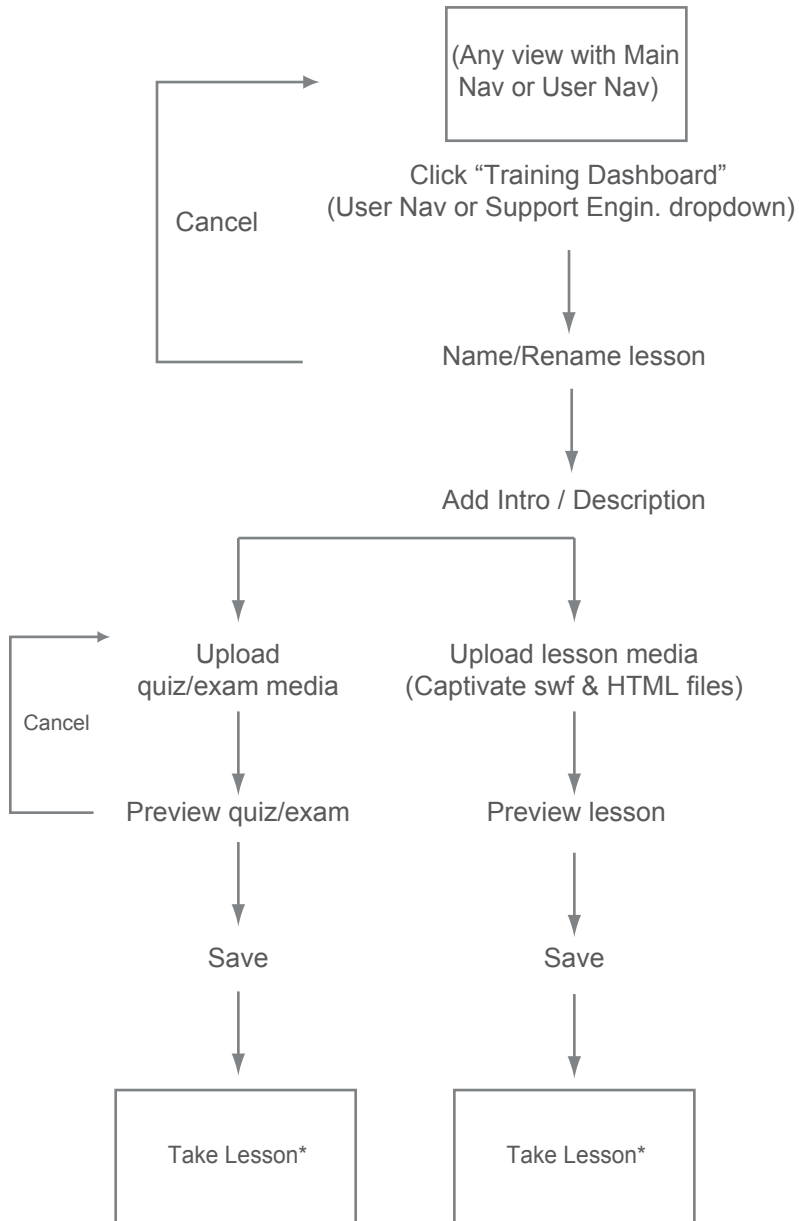 (Any view with Main
Nav or User Nav)
Click “Training Dashboard”
(User Nav or Support Engin. dropdown)
Cancel
Name/Rename lesson
Add Intro / Description
Upload
quiz/exam media
Upload lesson media
(Captivate swf & HTML files)
Cancel
Preview quiz/exam
Preview lesson
Save
Save
Take Lesson*
Take Lesson*